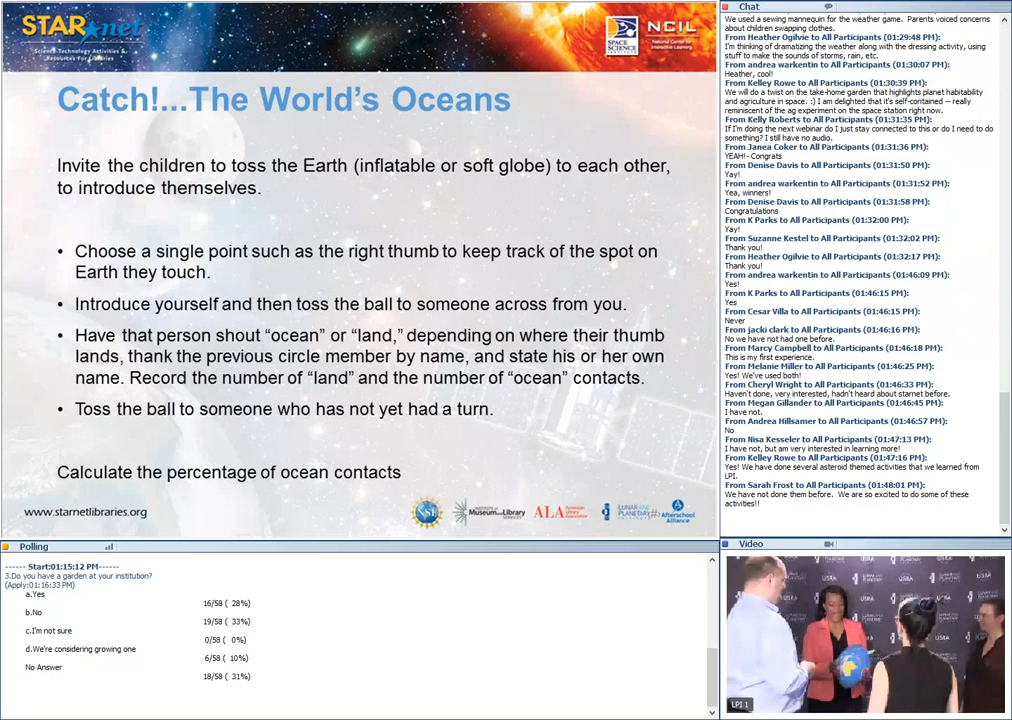 STAR net
Science-Technology Activities &
Resources For Libraries
SPACE
SCIENCE
INSTITUTE
NCIL
National Center for
Interactive Learning
Catch!...The World's Oceans
Invite the children to toss the Earth (inflatable or soft globe) to each other,
to introduce themselves.
• Choose a single point such as the right thumb to keep track of the spot on
Earth they touch.
• Introduce yourself and then toss the ball to someone across from you.
• Have that person shout “ocean” or “land,” depending on where their thumb
lands, thank the previous circle member by name, and state his or her own
name. Record the number of “land” and the number of “ocean” contacts.
• Toss the ball to someone who has not yet had a turn.
Calculate the percentage of ocean contacts
www.starnetlibraries.org
NSF
INSTITUTE of
Museum and Library
SERVICES
ALA American
Library
Association
LUNAR AND
PLANETARY
INSTITUTE
Afterschool
Alliance
Chat
We used a sewing mannequin for the weather game. Parents voiced concerns
about children swapping clothes.
From Heather Ogilvie to All Participants (01:29:48 PM):
I'm thinking of dramatizing the weather along with the dressing activity, using
stuff to make the sounds of storms, rain, etc.
From andrea warkentin to All Participants (01:30:07 PM):
Heather, cool!
From Kelley Rowe to All Participants (01:30:39 PM):
We will do a twist on the take-home garden that highlights planet habitability
and agriculture in space. :) I am delighted that it's self-contained -- really
reminiscent of the ag experiment on the space station right now.
From Kelly Roberts to All Participants (01:31:35 PM):
If I'm doing the next webinar do I just stay connected to this or do I need to do
something? I still have no audio.
From Janea Coker to All Participants (01:31:36 PM):
YEAH!- Congrats
From Denise Davis to All Participants (01:31:50 PM):
Yay!
From andrea warkentin to All Participants (01:31:52 PM):
Yea, winners!
From Denise Davis to All Participants (01:31:58 PM):
Congratulations
From K Parks to All Participants (01:32:00 PM):
Yay!
From Suzanne Kestel to All Participants (01:32:02 PM):
Thank you!
From Heather Ogilvie to All Participants (01:32:17 PM):
Thank you!
From andrea warkentin to All Participants (01:46:09 PM):
Yes!
From K Parks to All Participants (01:46:15 PM):
Yes
From Cesar Villa to All Participants (01:46:15 PM):
Never
From jacki clark to All Participants (01:46:16 PM):
No we have not had one before.
From Marcy Campbell to All Participants (01:46:18 PM):
This is my first experience.
From Melanie Miller to All Participants (01:46:25 PM):
Yes! We've used both!
From Cheryl Wright to All Participants (01:46:33 PM):
Haven't done, very interested, hadn't heard about starnet before.
From Megan Gillander to All Participants (01:46:45 PM):
I have not.
From Andrea Hillsamer to All Participants (01:46:57 PM):
No
From Nisa Kesseler to All Participants (01:47:13 PM):
I have not, but am very interested in learning more!
From Kelley Rowe to All Participants (01:47:16 PM):
Yes! We have done several asteroid themed activities that we learned from
LPI.
From Sarah Frost to All Participants (01:48:01 PM):
We have not done them before. We are so excited to do some of these
activities!!
Polling
------ Start:01:15:12 PM------
3.Do you have a garden at your institution?
(Apply:01:16:33 PM)
a.Yes
16/58 ( 28%)
b.No
19/58 ( 33%)
c.I'm not sure
0/58 ( 0%)
d.We're considering growing one
6/58 ( 10%)
No Answer
18/58 ( 31%)
Video
USRA
LPI 1